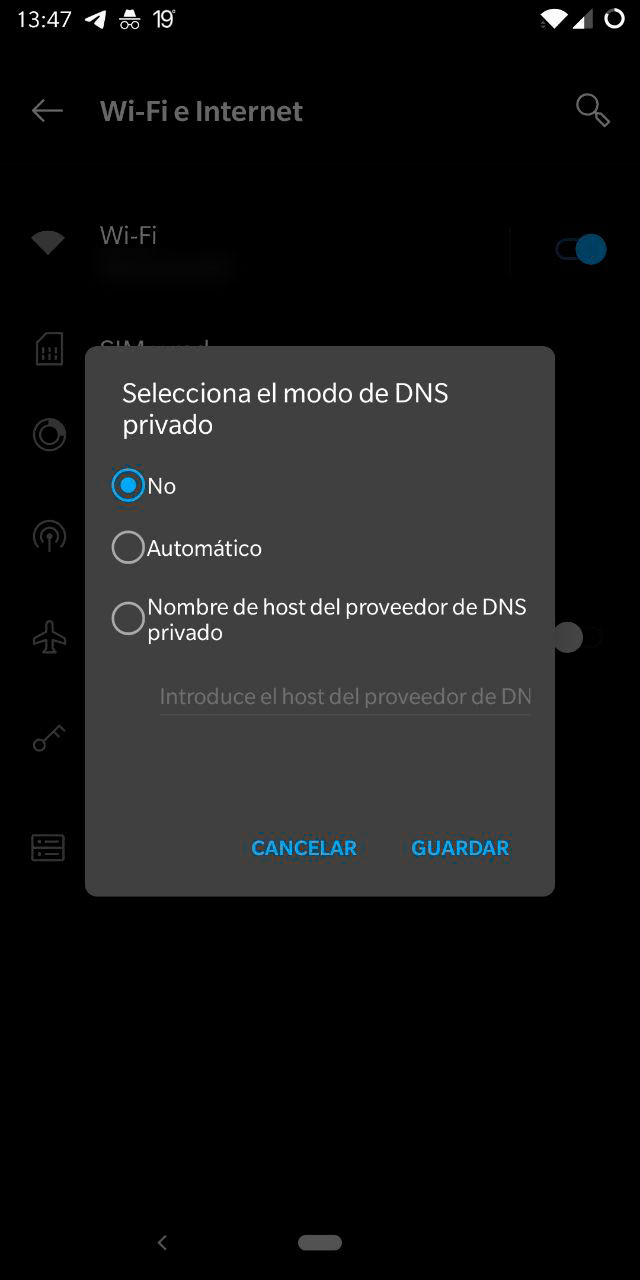 13:47 19°
Wi-Fi e Internet
Wi-Fi
Selecciona el modo de DNS
privado
No
Automático
Nombre de host del proveedor de DNS
privado
Introduce el host del proveedor de DN
CANCELAR GUARDAR